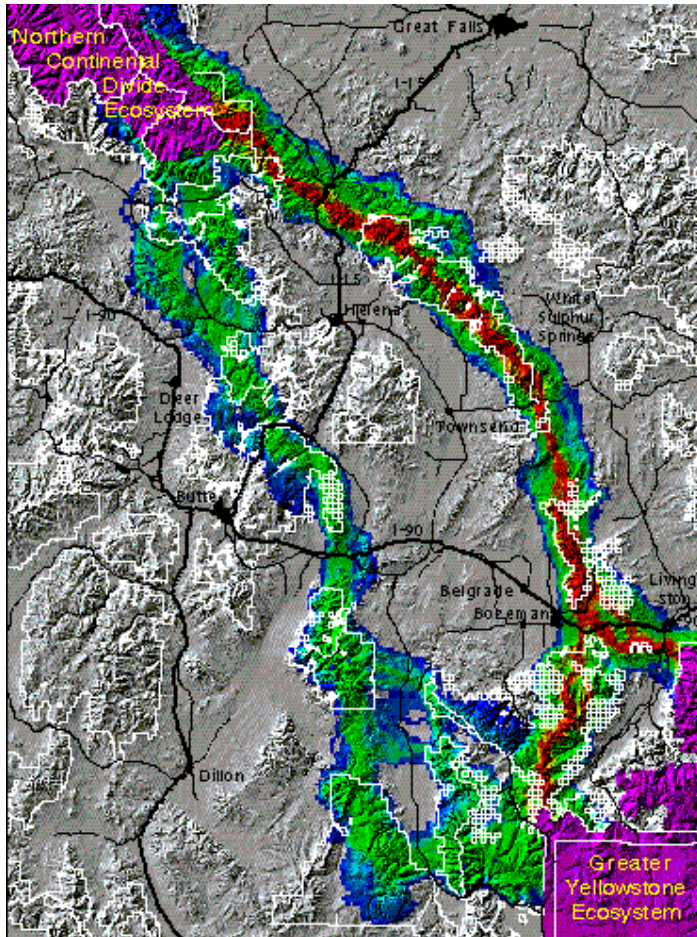 Great Falls
Northern
Continental
Divide
Ecosystem
I-15
I-15
White
Sulphur
Springs
Helena
I-90
Deer
Lodge
Townsend
Butte
I-90
Belgrade
Bozeman
Living
ston
Dillon
Greater
Yellowstone
Ecosystem